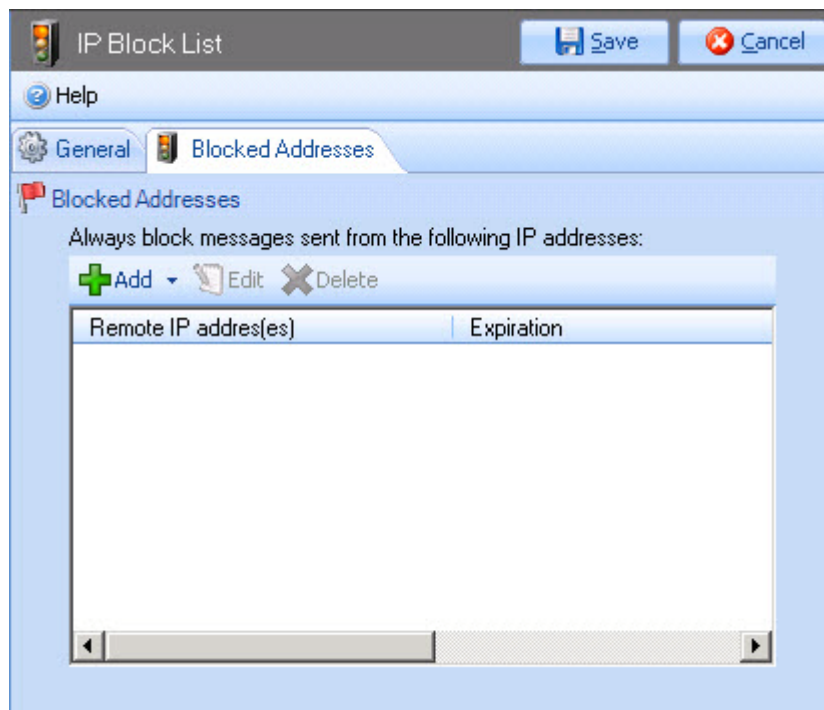 IP Block List Save Cancel
Help
General Blocked Addresses
Blocked Addresses
Always block messages sent from the following IP addresses:
Add Edit Delete
Remote IP addres(es) Expiration